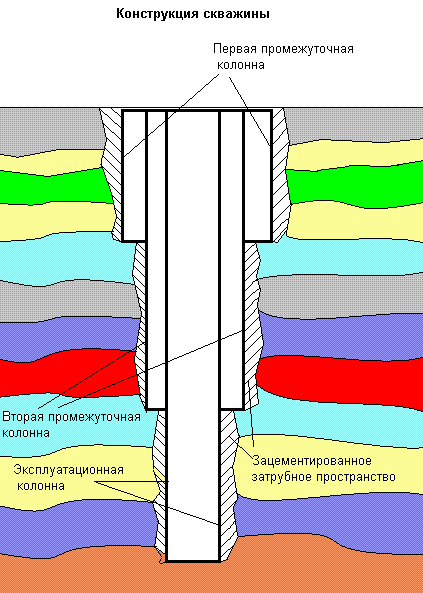 Конструкция скважины
Первая промежуточная
колонна
Вторая промежуточная
колонна
Эксплуатационная
колонна
Зацементированное
затрубное пространство